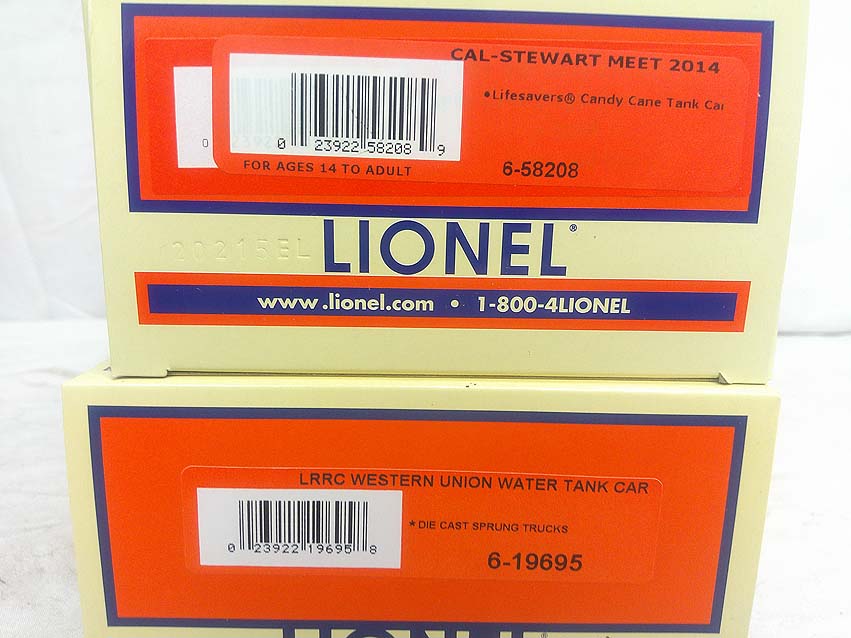 CAL-STEWART MEET 2014
•Lifesavers® Candy Cane Tank Car
0 23922 58208 9
FOR AGES 14 TO ADULT
6-58208
20215EL
LIONEL®
www.lionel.com • 1-800-4LIONEL
LRRC WESTERN UNION WATER TANK CAR
*DIE CAST SPRUNG TRUCKS
0 23922 19695 8
6-19695
LIONEL